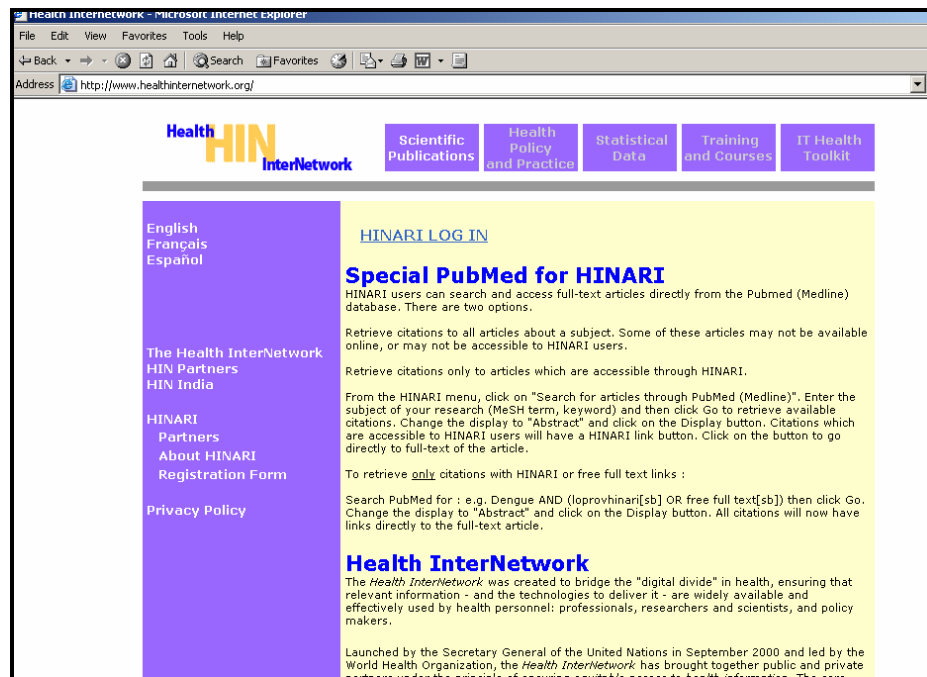 Health Internetwork - Microsoft Internet Explorer
File Edit View Favorites Tools Help
Back Search Favorites
Address http://www.healthinternetwork.org/
Health HIN InterNetwork
Scientific Publications
Health Policy and Practice
Statistical Data
Training and Courses
IT Health Toolkit
English
Français
Español
The Health InterNetwork
HIN Partners
HIN India
HINARI
Partners
About HINARI
Registration Form
Privacy Policy
HINARI LOG IN
Special PubMed for HINARI
HINARI users can search and access full-text articles directly from the Pubmed (Medline)
database. There are two options.
Retrieve citations to all articles about a subject. Some of these articles may not be available
online, or may not be accessible to HINARI users.
Retrieve citations only to articles which are accessible through HINARI.
From the HINARI menu, click on "Search for articles through PubMed (Medline)". Enter the
subject of your research (MeSH term, keyword) and then click Go to retrieve available
citations. Change the display to "Abstract" and click on the Display button. Citations which
are accessible to HINARI users will have a HINARI link button. Click on the button to go
directly to full-text of the article.
To retrieve only citations with HINARI or free full text links :
Search PubMed for : e.g. Dengue AND (loprovhinari[sb] OR free full text[sb]) then click Go.
Change the display to "Abstract" and click on the Display button. All citations will now have
links directly to the full-text article.
Health InterNetwork
The Health InterNetwork was created to bridge the "digital divide" in health, ensuring that
relevant information - and the technologies to deliver it - are widely available and
effectively used by health personnel: professionals, researchers and scientists, and policy
makers.
Launched by the Secretary General of the United Nations in September 2000 and led by the
World Health Organization, the Health InterNetwork has brought together public and private